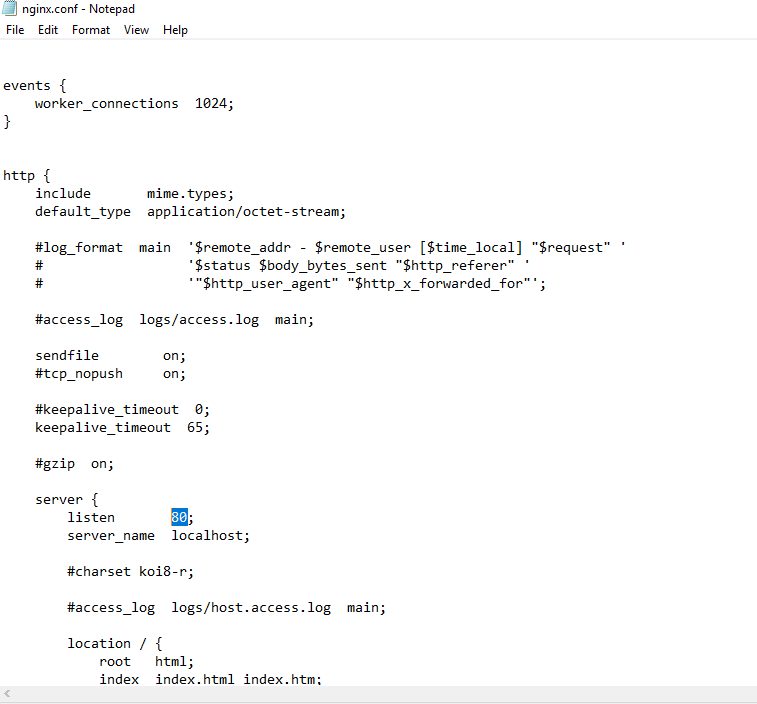 nginx.conf - Notepad
File Edit Format View Help
events {
    worker_connections  1024;
}
http {
    include       mime.types;
    default_type  application/octet-stream;
    #log_format  main  '$remote_addr - $remote_user [$time_local] "$request" '
    #                  '$status $body_bytes_sent "$http_referer" '
    #                  '"$http_user_agent" "$http_x_forwarded_for"';
    #access_log  logs/access.log  main;
    sendfile        on;
    #tcp_nopush     on;
    #keepalive_timeout  0;
    keepalive_timeout  65;
    #gzip  on;
    server {
        listen       80;
        server_name  localhost;
        #charset koi8-r;
        #access_log  logs/host.access.log  main;
        location / {
            root   html;
            index  index.html index.htm;